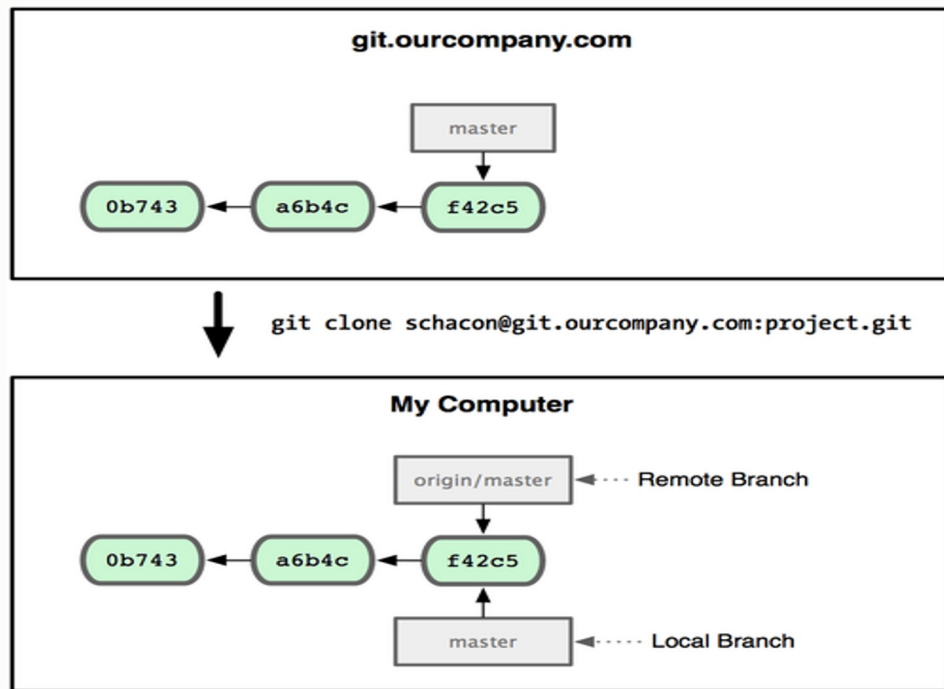 git.ourcompany.com
master
0b743 a6b4c f42c5
git clone schacon@git.ourcompany.com:project.git
My Computer
origin/master Remote Branch
0b743 a6b4c f42c5
master Local Branch